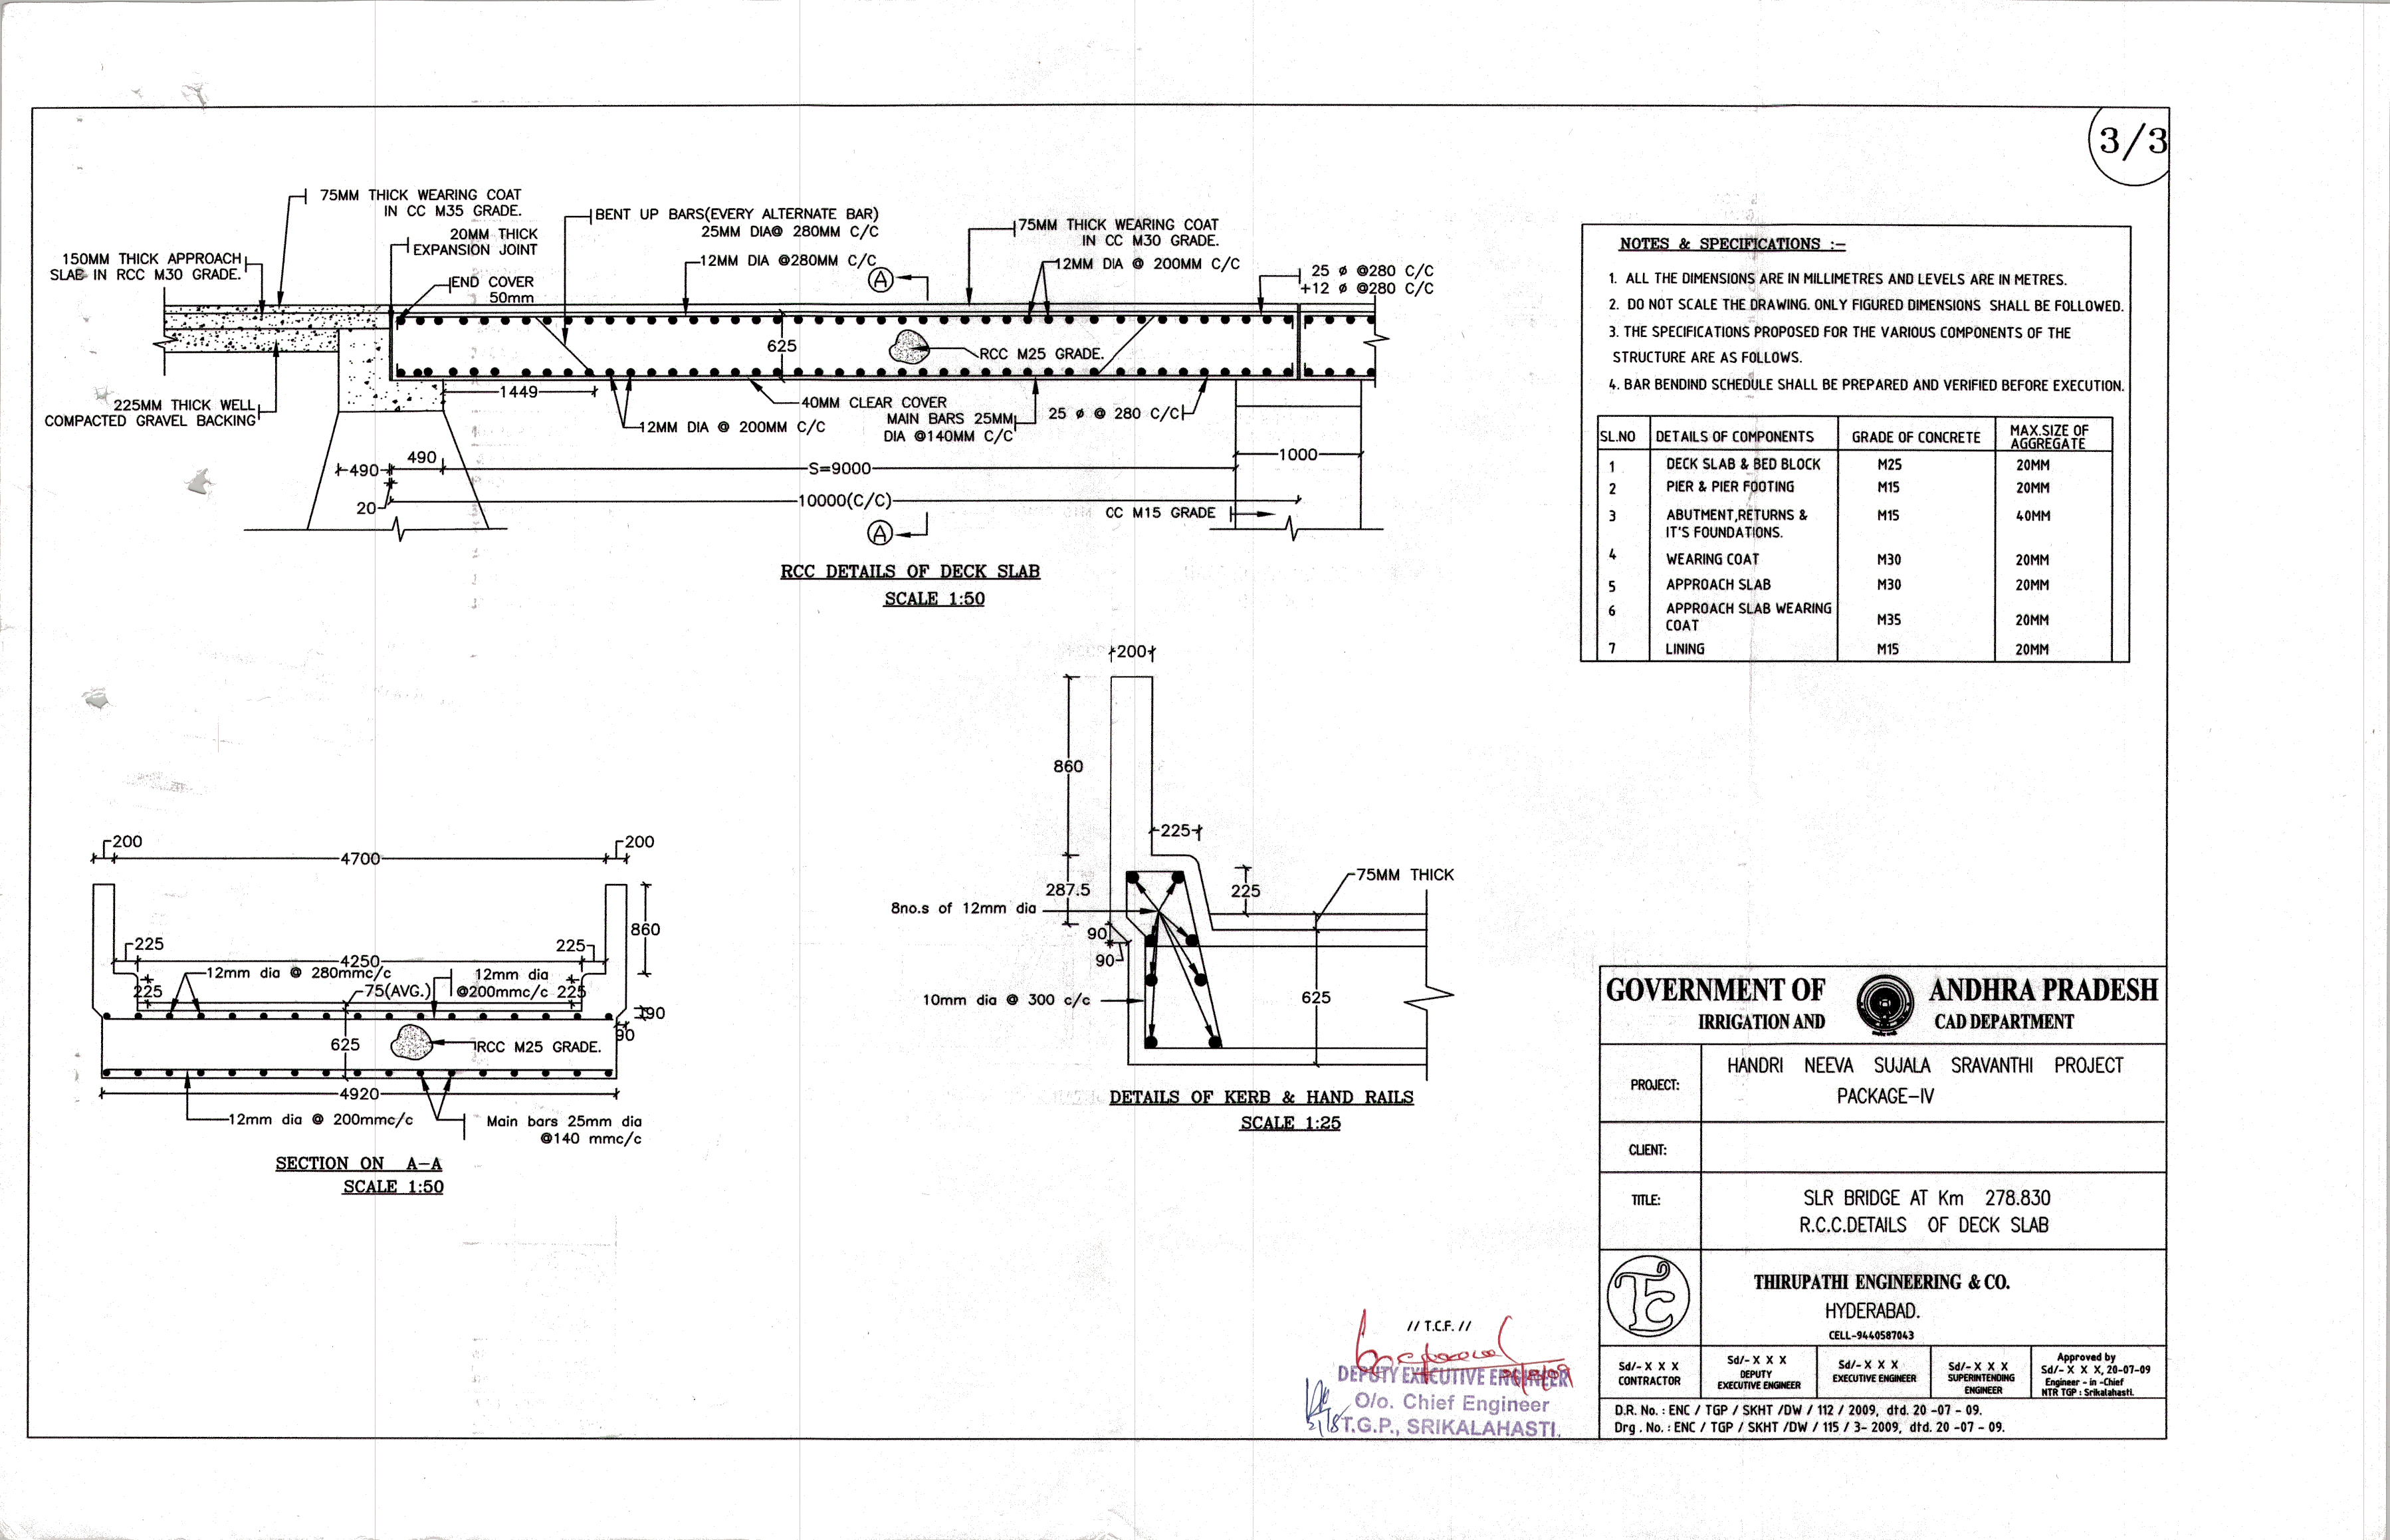 3/3
75MM THICK WEARING COAT
IN CC M35 GRADE.
20MM THICK
EXPANSION JOINT
150MM THICK APPROACH
SLAB IN RCC M30 GRADE.
END COVER
50mm
BENT UP BARS(EVERY ALTERNATE BAR)
25MM DIA@ 280MM C/C
12MM DIA @280MM C/C
A
75MM THICK WEARING COAT
IN CC M30 GRADE.
12MM DIA @ 200MM C/C
25 ø @280 C/C
+12 ø @280 C/C
625
RCC M25 GRADE.
225MM THICK WELL
COMPACTED GRAVEL BACKING
1449
12MM DIA @ 200MM C/C
40MM CLEAR COVER
MAIN BARS 25MM
DIA @140MM C/C
25 ø @ 280 C/C
490
490
S=9000
1000
20
10000(C/C)
CC M15 GRADE
A
RCC DETAILS OF DECK SLAB
SCALE 1:50
NOTES & SPECIFICATIONS :-
1. ALL THE DIMENSIONS ARE IN MILLIMETRES AND LEVELS ARE IN METRES.
2. DO NOT SCALE THE DRAWING. ONLY FIGURED DIMENSIONS SHALL BE FOLLOWED.
3. THE SPECIFICATIONS PROPOSED FOR THE VARIOUS COMPONENTS OF THE
STRUCTURE ARE AS FOLLOWS.
4. BAR BENDIND SCHEDULE SHALL BE PREPARED AND VERIFIED BEFORE EXECUTION.
SL.NO DETAILS OF COMPONENTS GRADE OF CONCRETE MAX.SIZE OF AGGREGATE
1 DECK SLAB & BED BLOCK M25 20MM
2 PIER & PIER FOOTING M15 20MM
3 ABUTMENT,RETURNS & M15 40MM
IT'S FOUNDATIONS.
4 WEARING COAT M30 20MM
5 APPROACH SLAB M30 20MM
6 APPROACH SLAB WEARING COAT M35 20MM
7 LINING M15 20MM
200
4700
200
860
225
4250
225
12mm dia @ 280mmc/c
12mm dia
@200mmc/c
225
75(AVG.)
225
90
90
625
RCC M25 GRADE.
4920
12mm dia @ 200mmc/c
Main bars 25mm dia
@140 mmc/c
SECTION ON A-A
SCALE 1:50
200
860
225
287.5
225
75MM THICK
8no.s of 12mm dia
90
90
10mm dia @ 300 c/c
625
DETAILS OF KERB & HAND RAILS
SCALE 1:25
GOVERNMENT OF ANDHRA PRADESH
IRRIGATION AND CAD DEPARTMENT
PROJECT: HANDRI NEEVA SUJALA SRAVANTHI PROJECT
PACKAGE-IV
CLIENT:
TITLE: SLR BRIDGE AT Km 278.830
R.C.C.DETAILS OF DECK SLAB
THIRUPATHI ENGINEERING & CO.
HYDERABAD.
CELL-9440587043
Sd/- X X X
CONTRACTOR
Sd/- X X X
DEPUTY
EXECUTIVE ENGINEER
Sd/- X X X
EXECUTIVE ENGINEER
Sd/- X X X
SUPERINTENDING
ENGINEER
Approved by
Sd/- X X X, 20-07-09
Engineer - in -Chief
NTR TGP : Srikalahasti.
D.R. No. : ENC / TGP / SKHT /DW / 112 / 2009, dtd. 20 -07 - 09.
Drg . No. : ENC / TGP / SKHT /DW / 115 / 3- 2009, dtd. 20 -07 - 09.
// T.C.F. //
DEPUTY EXECUTIVE ENGINEER
O/o. Chief Engineer
T.G.P., SRIKALAHASTI.